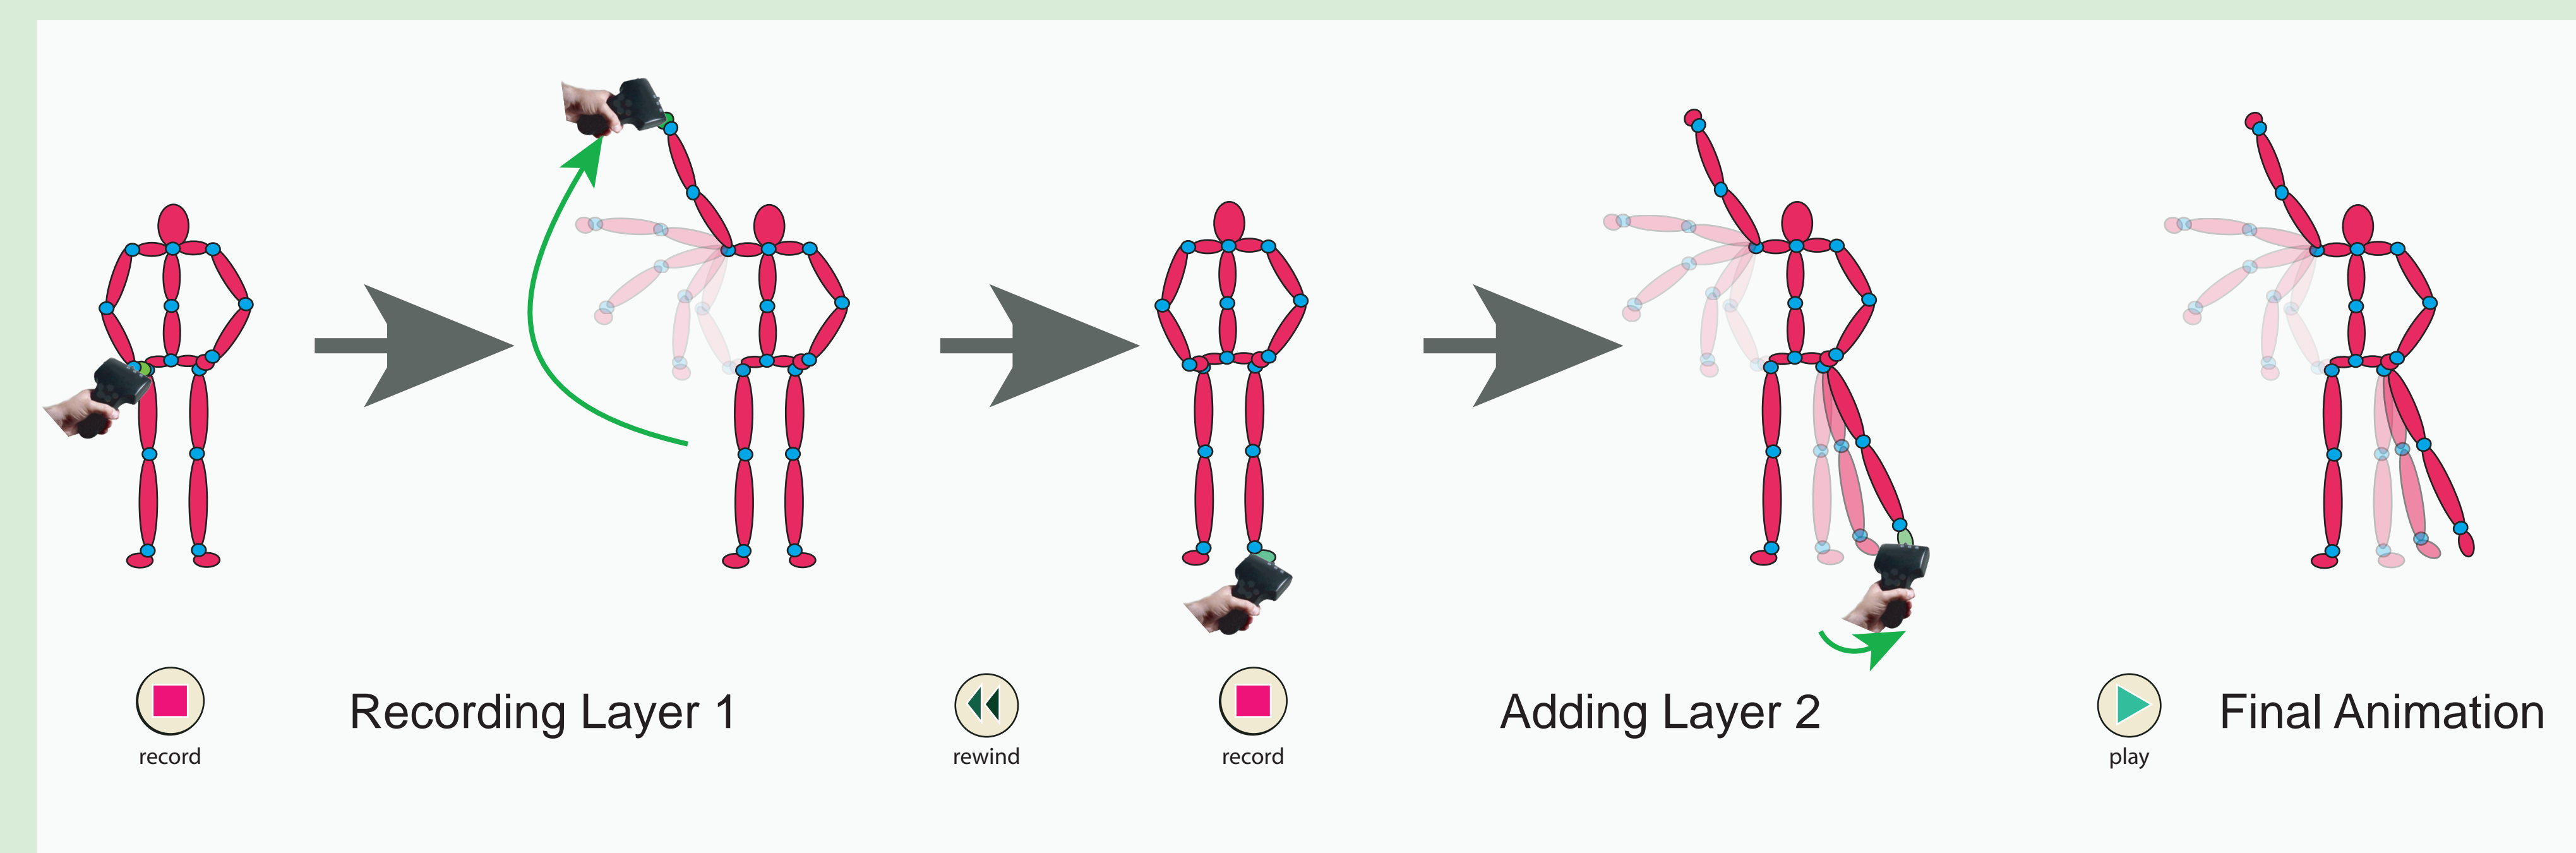 record
Recording Layer 1
rewind
record
Adding Layer 2
play
Final Animation